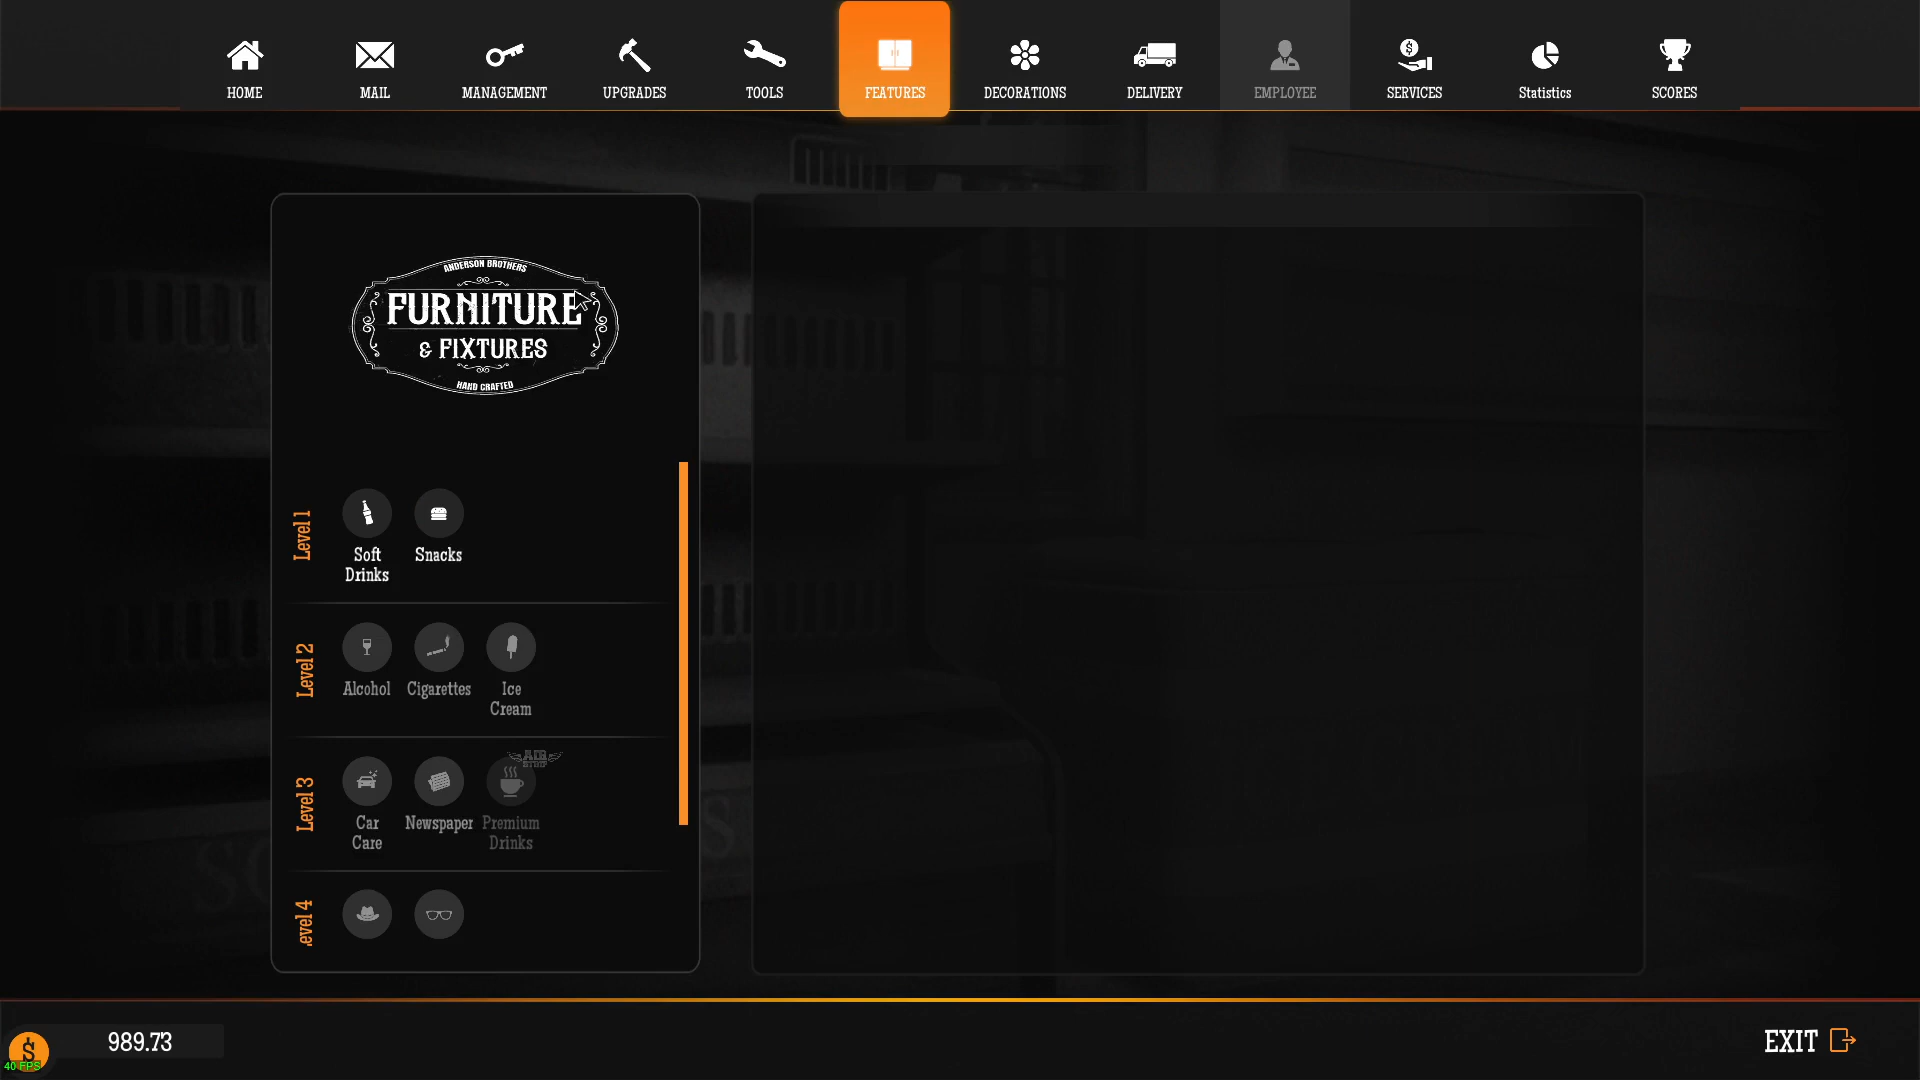 HOME
MAIL
MANAGEMENT
UPGRADES
TOOLS
FEATURES
DECORATIONS
DELIVERY
EMPLOYEE
SERVICES
Statistics
SCORES
ANDERSON BROTHERS
FURNITURE
& FIXTURES
HAND CRAFTED
Level 1
Soft
Drinks
Snacks
Level 2
Alcohol
Cigarettes
Ice
Cream
Level 3
Car
Care
Newspaper
AIR
STRIP
Premium
Drinks
evel 4
$
989.73
40 FPS
EXIT